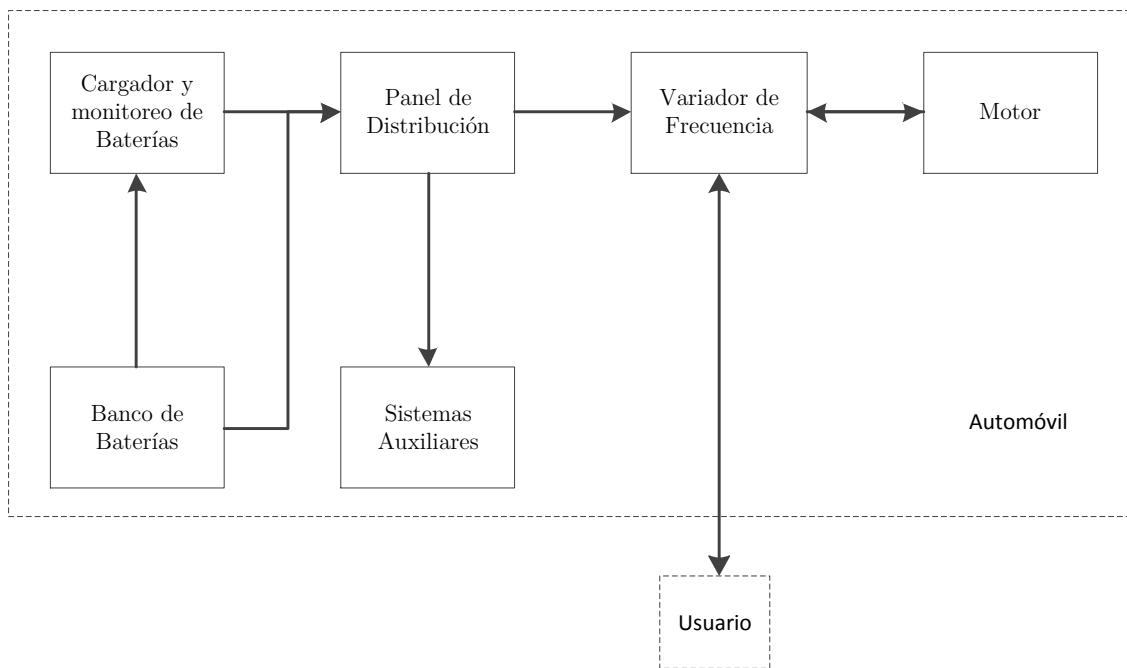 Cargador y
monitoreo de
Baterías
Panel de
Distribución
Variador de
Frecuencia
Motor
Banco de
Baterías
Sistemas
Auxiliares
Automóvil
Usuario